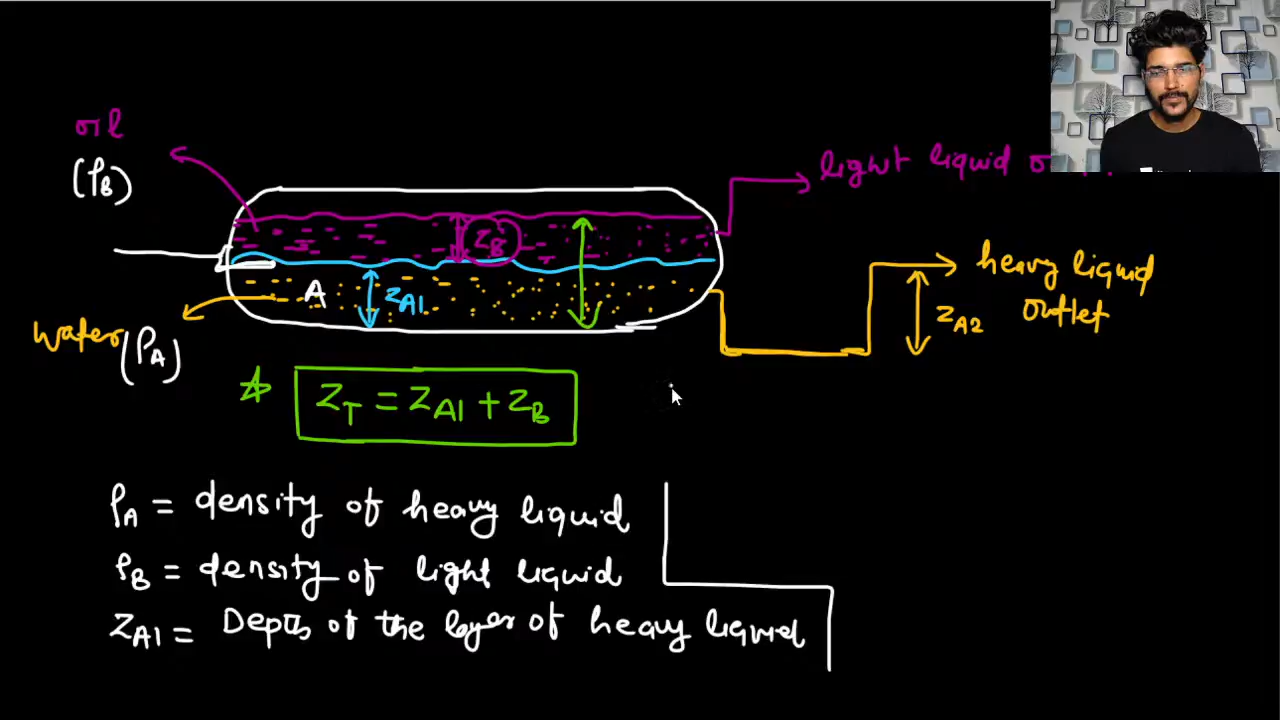 oil
(ρB)
light liquid
heavy liquid
outlet
ZB
A
ZA1
ZA2
water (ρA)
ZT = ZA1 + ZB
ρA = density of heavy liquid
ρB = density of light liquid
ZA1 = Depth of the layer of heavy liquid